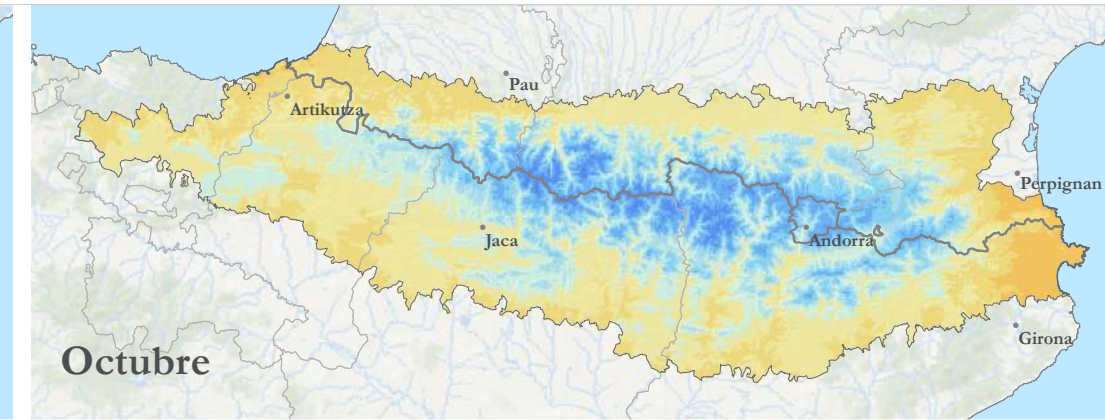 Pau
Artikutza
Perpignan
Jaca
Andorra
Girona
Octubre